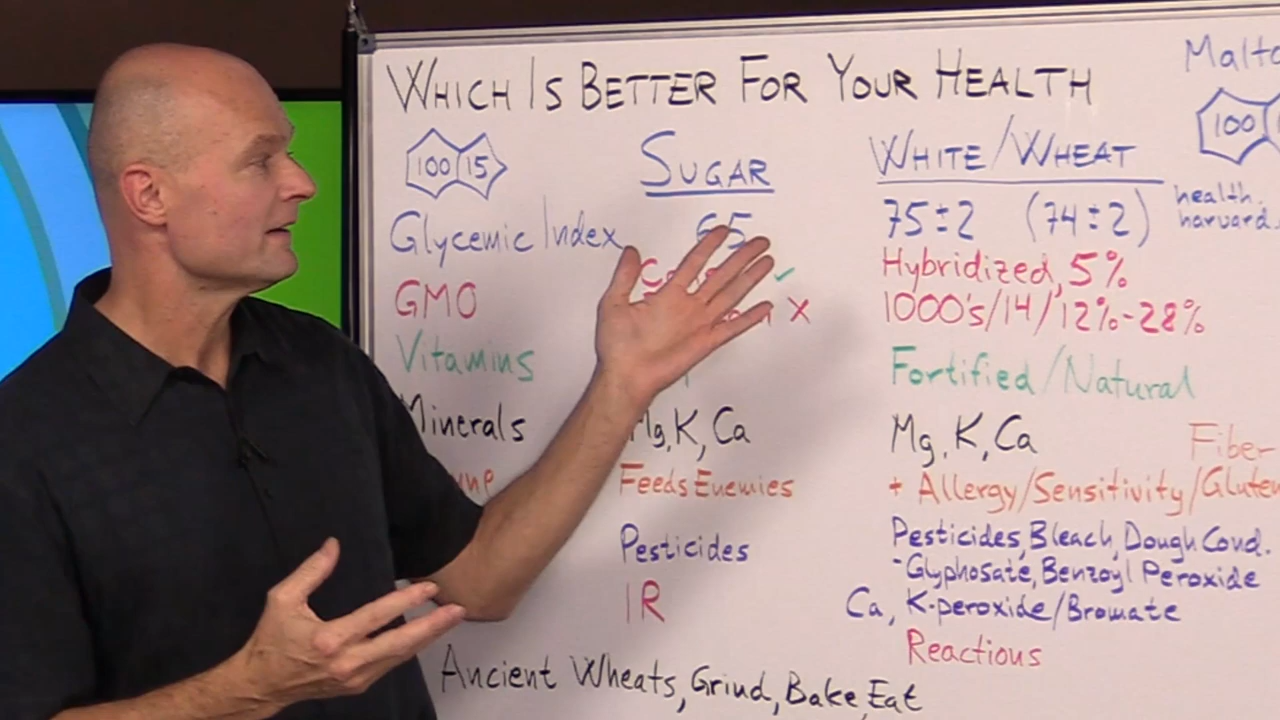 WHICH IS BETTER FOR YOUR HEALTH
100 15 SUGAR WHITE/WHEAT 100
health.
harvard.
Glycemic Index 65 75±2 (74±2)
GMO ✓ X Hybridized, 5%
1000's/14/12%-28%
Vitamins Fortified/Natural
Minerals Mg, K, Ca Mg, K, Ca Fiber
Feeds Enemies + Allergy/Sensitivity/Gluten
Pesticides Pesticides, Bleach, Dough Cond.
-Glyphosate, Benzoyl Peroxide
IR Ca, K-peroxide/Bromate
Reactions
Ancient Wheats, Grind, Bake, Eat